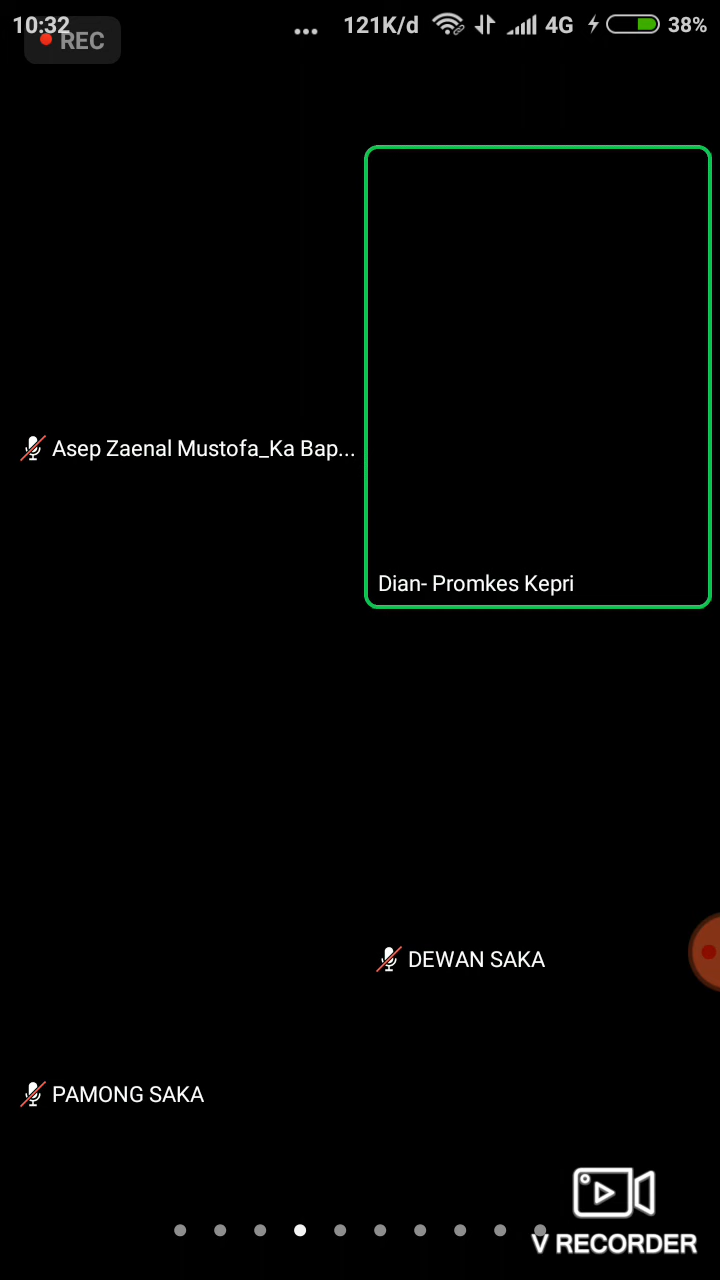 10:32 ... 121K/d 4G 38%
REC
Asep Zaenal Mustofa_Ka Bap...
Dian- Promkes Kepri
DEWAN SAKA
PAMONG SAKA
V RECORDER